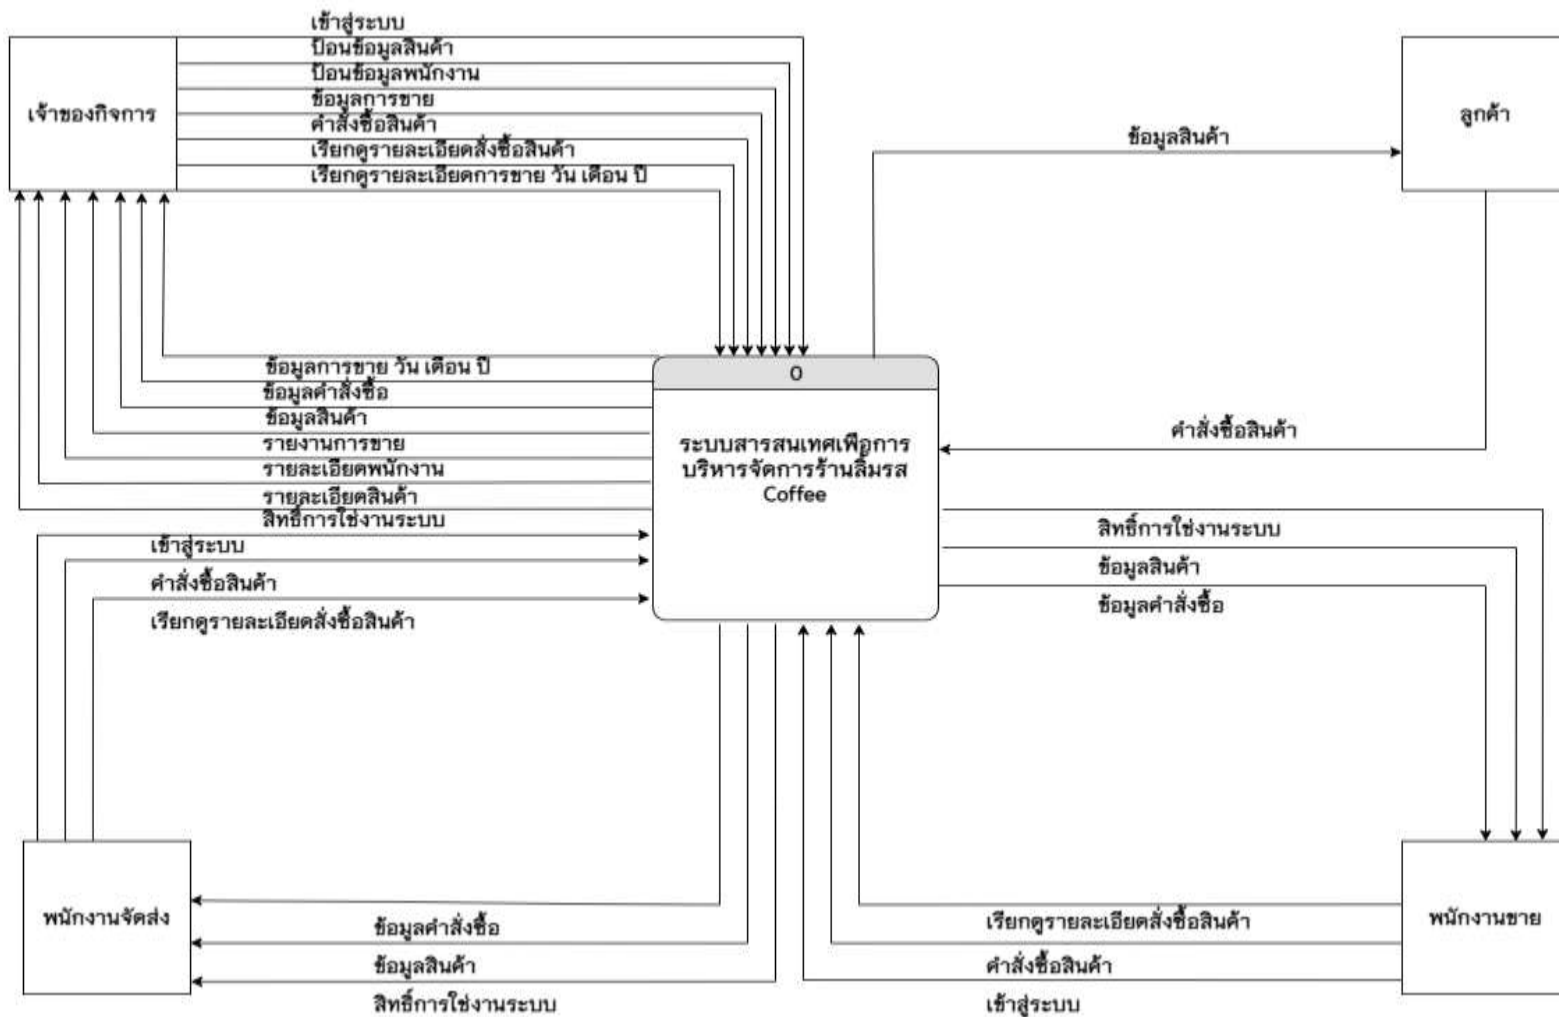 เข้าสู่ระบบ
ป้อนข้อมูลสินค้า
ป้อนข้อมูลพนักงาน
ข้อมูลการขาย
คำสั่งซื้อสินค้า
เรียกดูรายละเอียดสั่งซื้อสินค้า
เรียกดูรายละเอียดการขาย วัน เดือน ปี
เจ้าของกิจการ
ลูกค้า
ข้อมูลสินค้า
ข้อมูลการขาย วัน เดือน ปี
ข้อมูลคำสั่งซื้อ
ข้อมูลสินค้า
รายงานการขาย
รายละเอียดพนักงาน
รายละเอียดสินค้า
สิทธิ์การใช่งานระบบ
0
ระบบสารสนเทศเพื่อการ
บริหารจัดการร้านลิ้มรส
Coffee
คำสั่งซื้อสินค้า
เข้าสู่ระบบ
คำสั่งซื้อสินค้า
เรียกดูรายละเอียดสั่งซื้อสินค้า
สิทธิ์การใช่งานระบบ
ข้อมูลสินค้า
ข้อมูลคำสั่งซื้อ
พนักงานจัดส่ง
ข้อมูลคำสั่งซื้อ
ข้อมูลสินค้า
สิทธิ์การใช่งานระบบ
เรียกดูรายละเอียดสั่งซื้อสินค้า
คำสั่งซื้อสินค้า
เข้าสู่ระบบ
พนักงานขาย